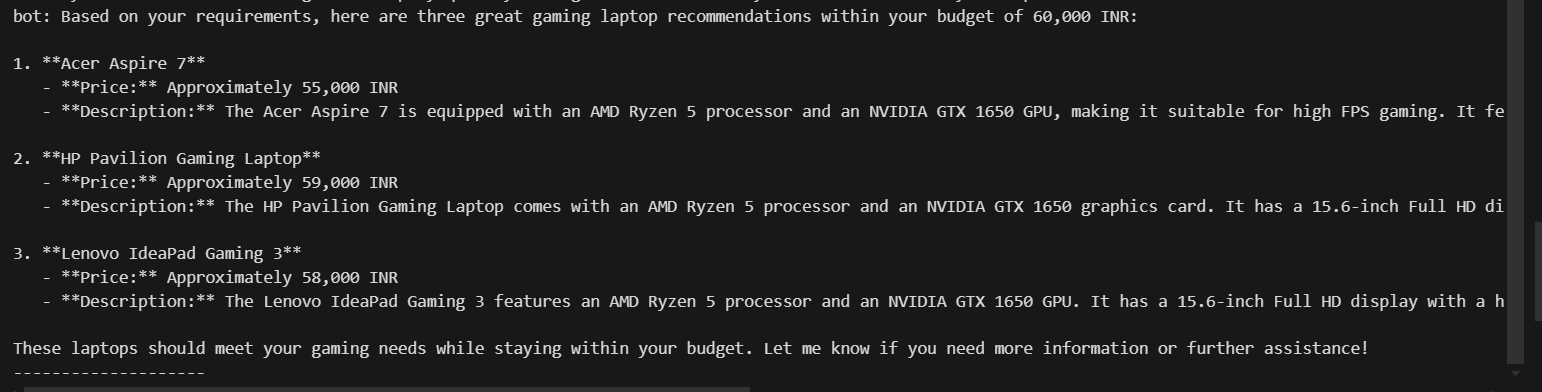 bot: Based on your requirements, here are three great gaming laptop recommendations within your budget of 60,000 INR:
1. **Acer Aspire 7**
- **Price:** Approximately 55,000 INR
- **Description:** The Acer Aspire 7 is equipped with an AMD Ryzen 5 processor and an NVIDIA GTX 1650 GPU, making it suitable for high FPS gaming. It fe
2. **HP Pavilion Gaming Laptop**
- **Price:** Approximately 59,000 INR
- **Description:** The HP Pavilion Gaming Laptop comes with an AMD Ryzen 5 processor and an NVIDIA GTX 1650 graphics card. It has a 15.6-inch Full HD di
3. **Lenovo IdeaPad Gaming 3**
- **Price:** Approximately 58,000 INR
- **Description:** The Lenovo IdeaPad Gaming 3 features an AMD Ryzen 5 processor and an NVIDIA GTX 1650 GPU. It has a 15.6-inch Full HD display with a h
These laptops should meet your gaming needs while staying within your budget. Let me know if you need more information or further assistance!
--------------------